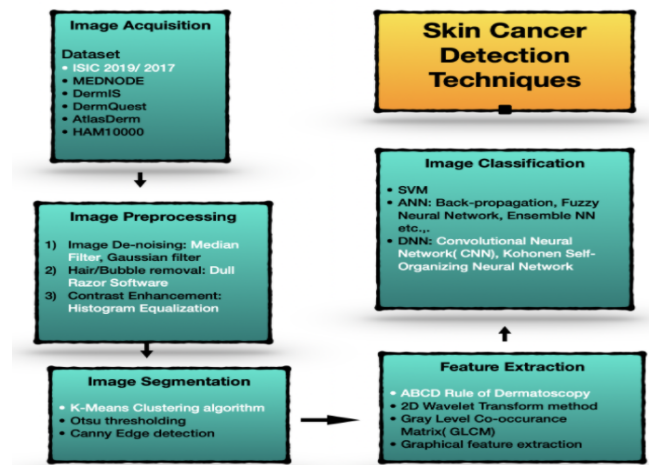 Image Acquisition
Dataset
• ISIC 2019/ 2017
• MEDNODE
• DermIS
• DermQuest
• AtlasDerm
• HAM10000
Skin Cancer
Detection
Techniques
Image Preprocessing
1) Image De-noising: Median
Filter, Gaussian filter
2) Hair/Bubble removal: Dull
Razor Software
3) Contrast Enhancement:
Histogram Equalization
Image Segmentation
• K-Means Clustering algorithm
• Otsu thresholding
• Canny Edge detection
Feature Extraction
• ABCD Rule of Dermatoscopy
• 2D Wavelet Transform method
• Gray Level Co-occurance
Matrix( GLCM)
• Graphical feature extraction
Image Classification
• SVM
• ANN: Back-propagation, Fuzzy
Neural Network, Ensemble NN
etc.,.
• DNN: Convolutional Neural
Network( CNN), Kohonen Self-
Organizing Neural Network